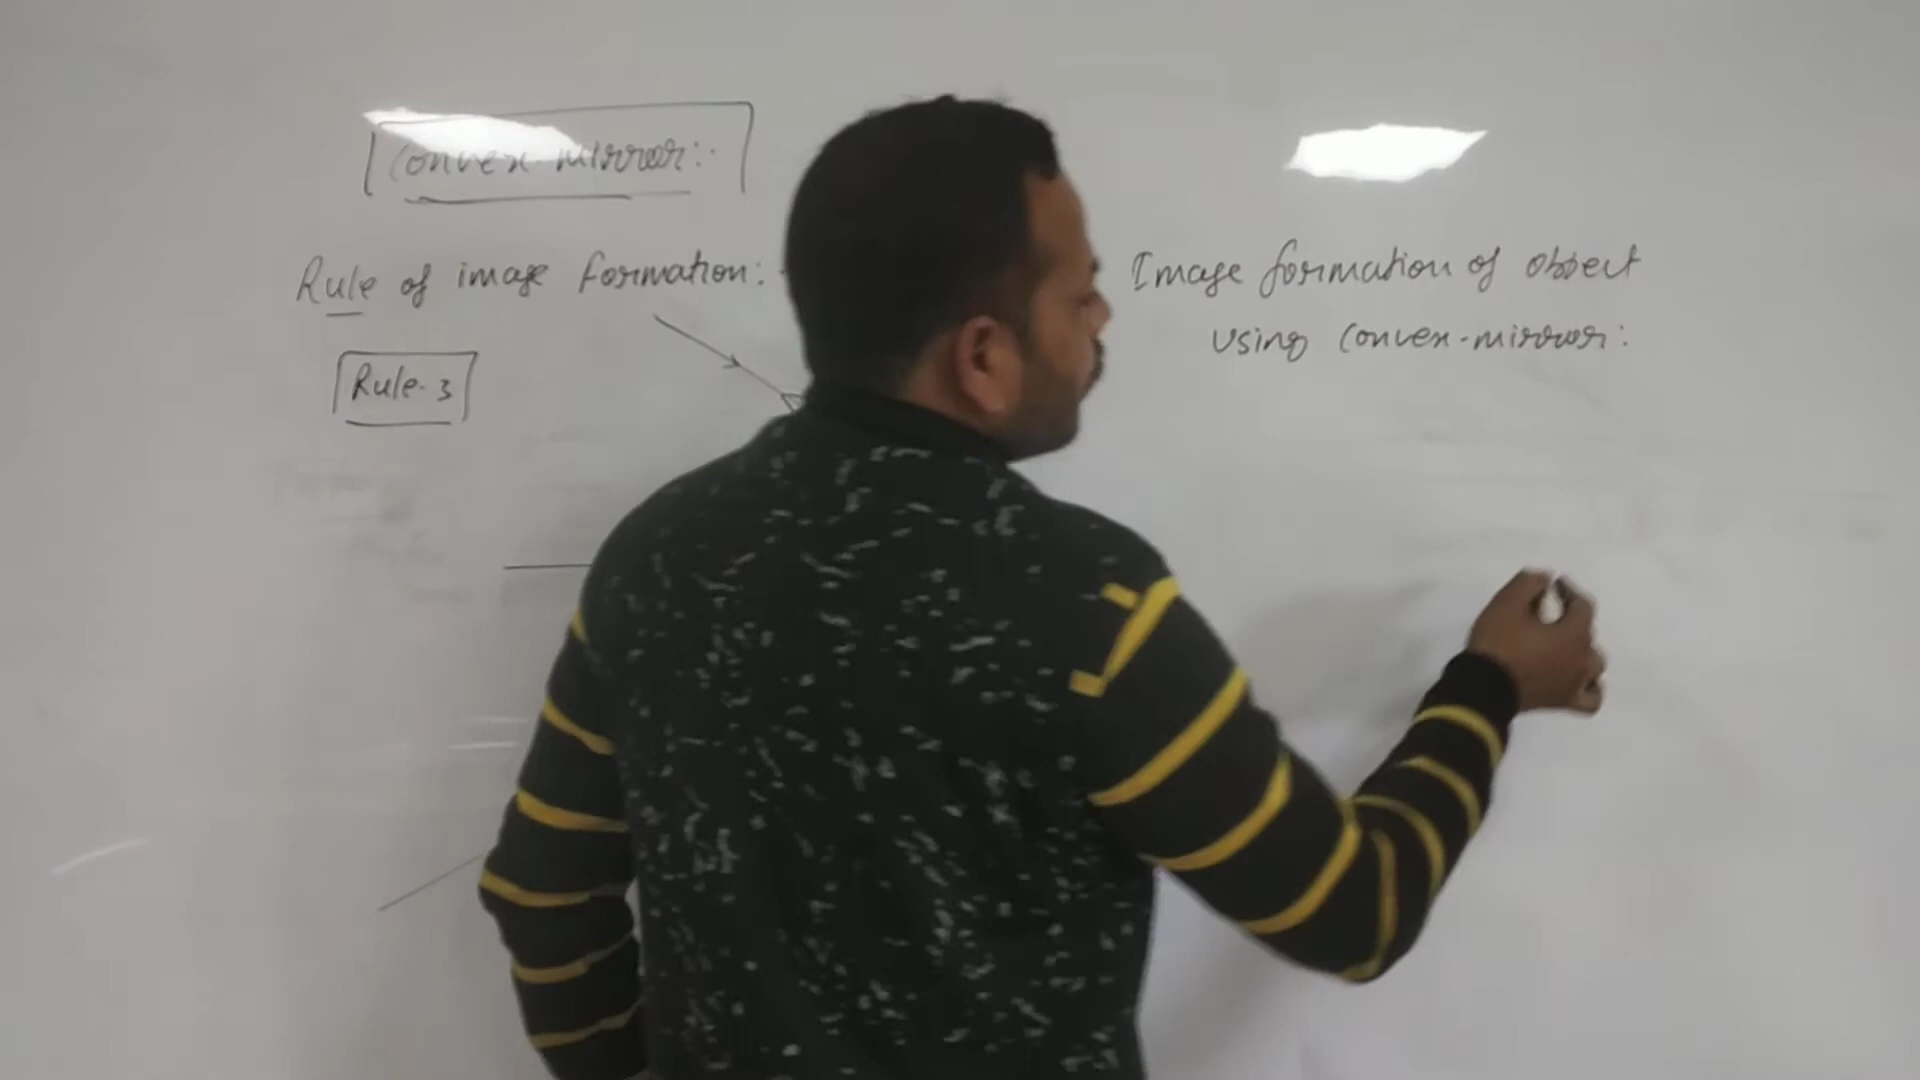 Convex-mirror:
Rule of image formation:
Rule-3
Image formation of object
using Convex-mirror: